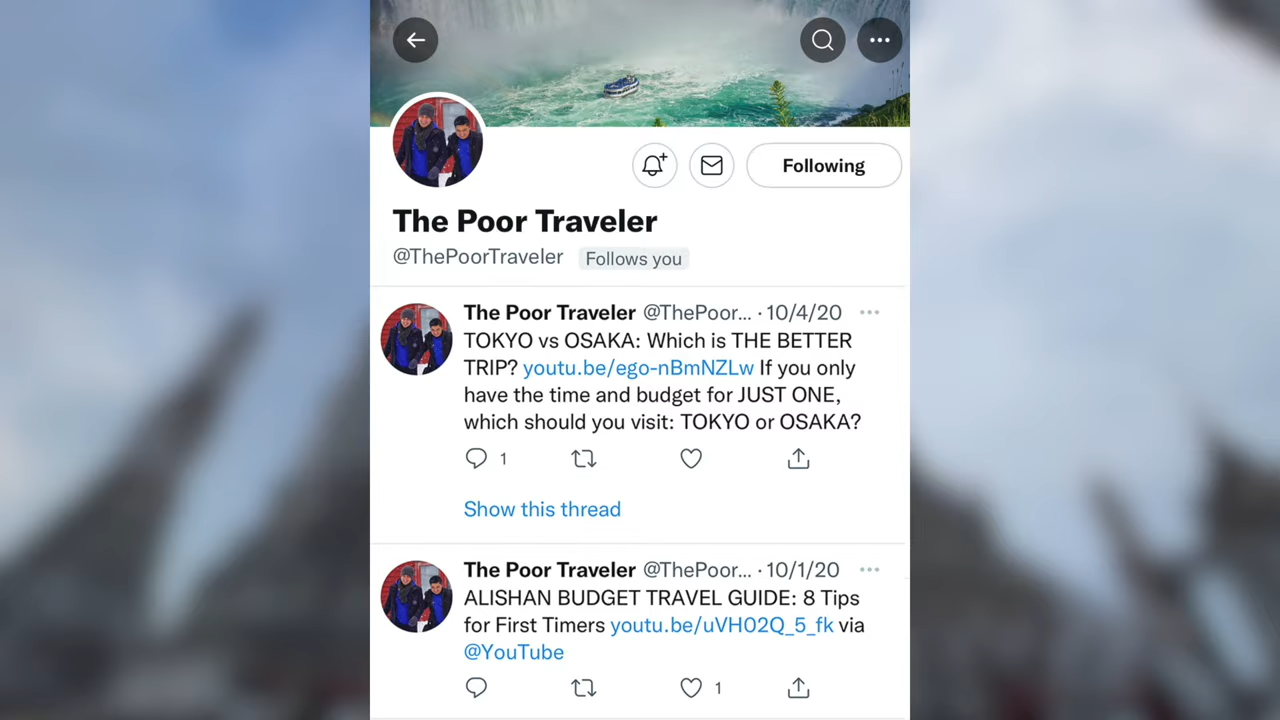 Following
The Poor Traveler
@ThePoorTraveler Follows you
The Poor Traveler @ThePoor... · 10/4/20
TOKYO vs OSAKA: Which is THE BETTER
TRIP? youtu.be/ego-nBmNZLw If you only
have the time and budget for JUST ONE,
which should you visit: TOKYO or OSAKA?
1
Show this thread
The Poor Traveler @ThePoor... · 10/1/20
ALISHAN BUDGET TRAVEL GUIDE: 8 Tips
for First Timers youtu.be/uVH02Q_5_fk via
@YouTube
1